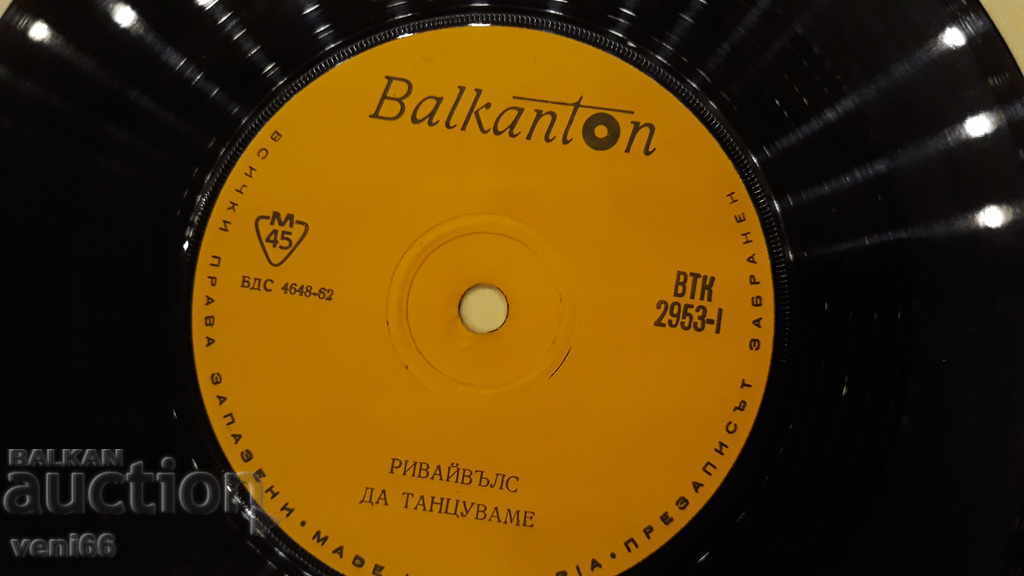 Balkanton
M
45
БДС 4648-62
ВТК
2953-I
РИВАЙВЪЛС
ДА ТАНЦУВАМЕ
ВСИЧКИ ПРАВА ЗАПАЗЕНИ • MADE
• ПРЕЗАПИСЪТ ЗАБРАНЕН
BALKAN
auction
veni66